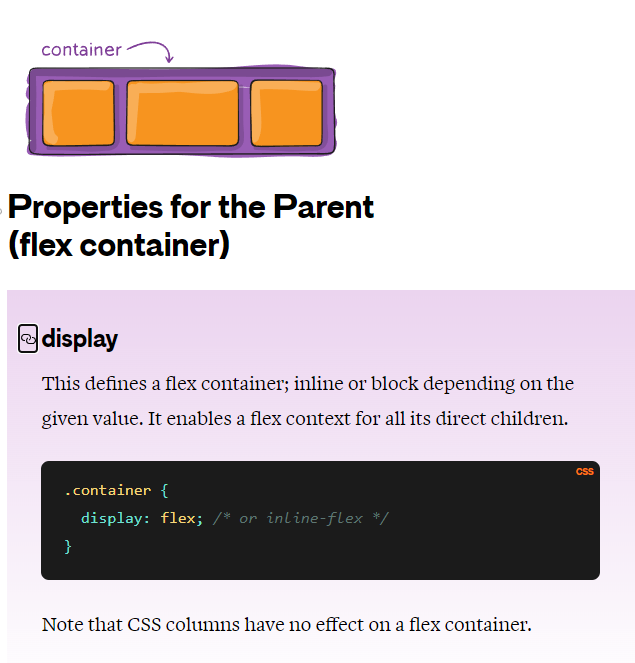 container
Properties for the Parent
(flex container)
display
This defines a flex container; inline or block depending on the
given value. It enables a flex context for all its direct children.
CSS
.container {
  display: flex; /* or inline-flex */
}
Note that CSS columns have no effect on a flex container.